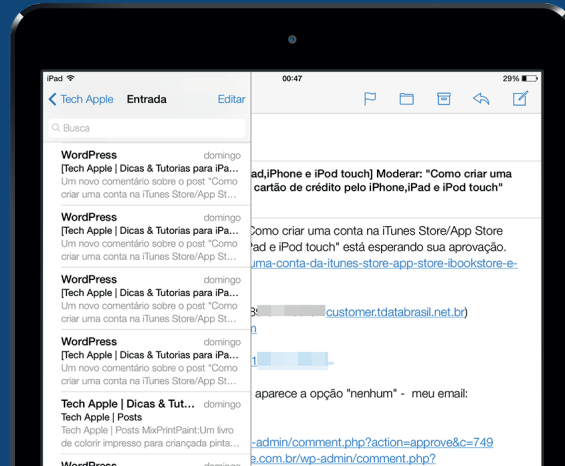 iPad 00:47 29%
Tech Apple Entrada Editar
Busca
WordPress domingo
[Tech Apple | Dicas & Tutorias para iPa...
Um novo comentário sobre o post "Como
criar uma conta na iTunes Store/App St...
WordPress domingo
[Tech Apple | Dicas & Tutorias para iPa...
Um novo comentário sobre o post "Como
criar uma conta na iTunes Store/App St...
WordPress domingo
[Tech Apple | Dicas & Tutorias para iPa...
Um novo comentário sobre o post "Como
criar uma conta na iTunes Store/App St...
WordPress domingo
[Tech Apple | Dicas & Tutorias para iPa...
Um novo comentário sobre o post "Como
criar uma conta na iTunes Store/App St...
Tech Apple | Dicas & Tut... domingo
Tech Apple | Posts
Tech Apple | Posts MixPrintPaint:Um livro
de colorir impresso para criançada pinta...
WordPress domingo
ad,iPhone e iPod touch] Moderar: "Como criar uma
cartão de crédito pelo iPhone,iPad e iPod touch"
Como criar uma conta na iTunes Store/App Store
Pad e iPod touch" está esperando sua aprovação.
uma-conta-da-itunes-store-app-store-ibookstore-e-
customer.tdatabrasil.net.br)
aparece a opção "nenhum" - meu email:
-admin/comment.php?action=approve&c=749
e.com.br/wp-admin/comment.php?